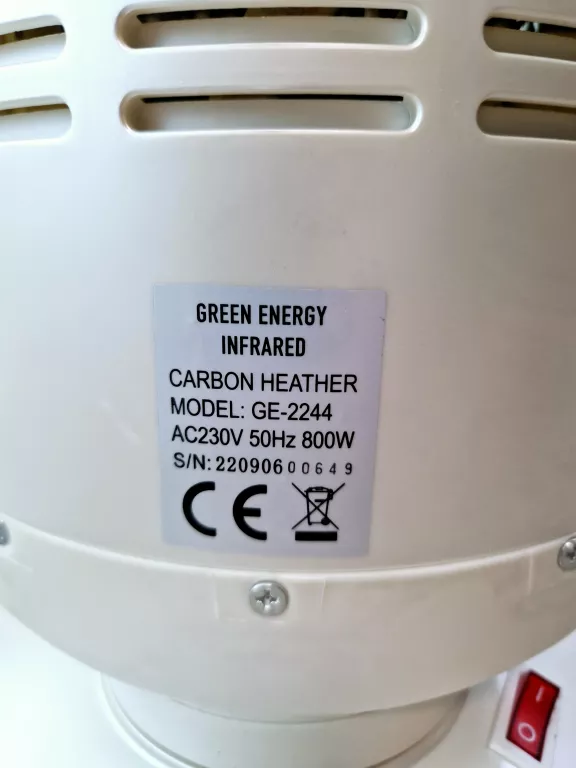 GREEN ENERGY
INFRARED
CARBON HEATHER
MODEL: GE-2244
AC230V 50Hz 800W
S/N: 22090600649
CE